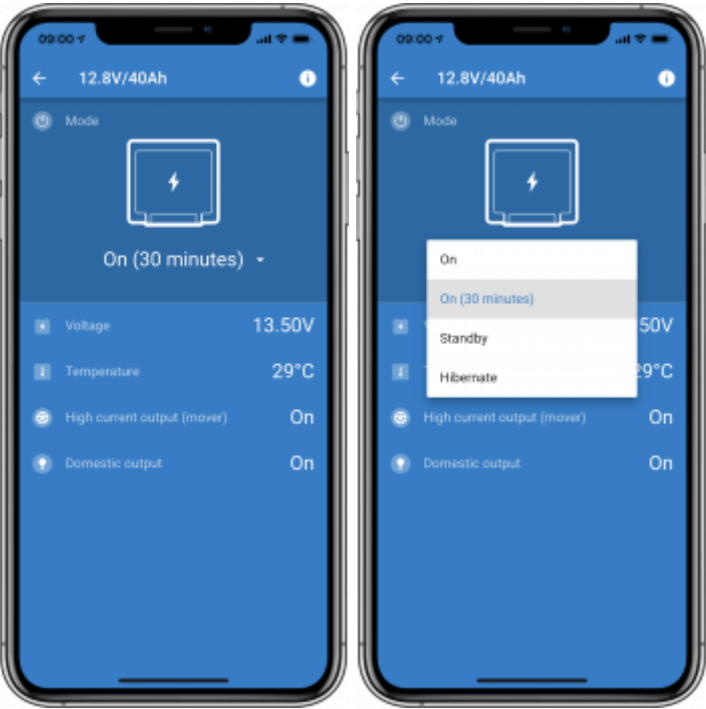 09:00
12.8V/40Ah
Mode
On (30 minutes)
Voltage 13.50V
Temperature 29°C
High current output (mover) On
Domestic output On
09:00
12.8V/40Ah
Mode
On
On (30 minutes)
Standby
Hibernate
50V
29°C
High current output (mover) On
Domestic output On